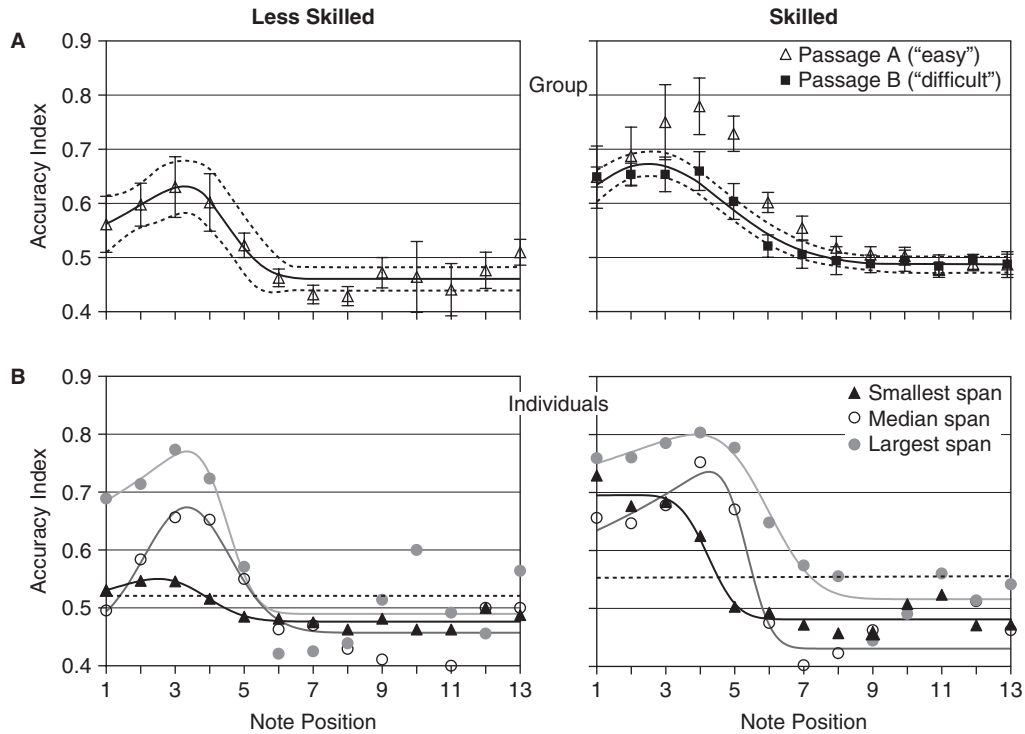 Less Skilled
Skilled
A
Accuracy Index
0.9
0.8
0.7
0.6
0.5
0.4
Group
Passage A (“easy”)
Passage B (“difficult”)
B
Accuracy Index
0.9
0.8
0.7
0.6
0.5
0.4
Individuals
Smallest span
Median span
Largest span
1 3 5 7 9 11 13
1 3 5 7 9 11 13
Note Position
Note Position